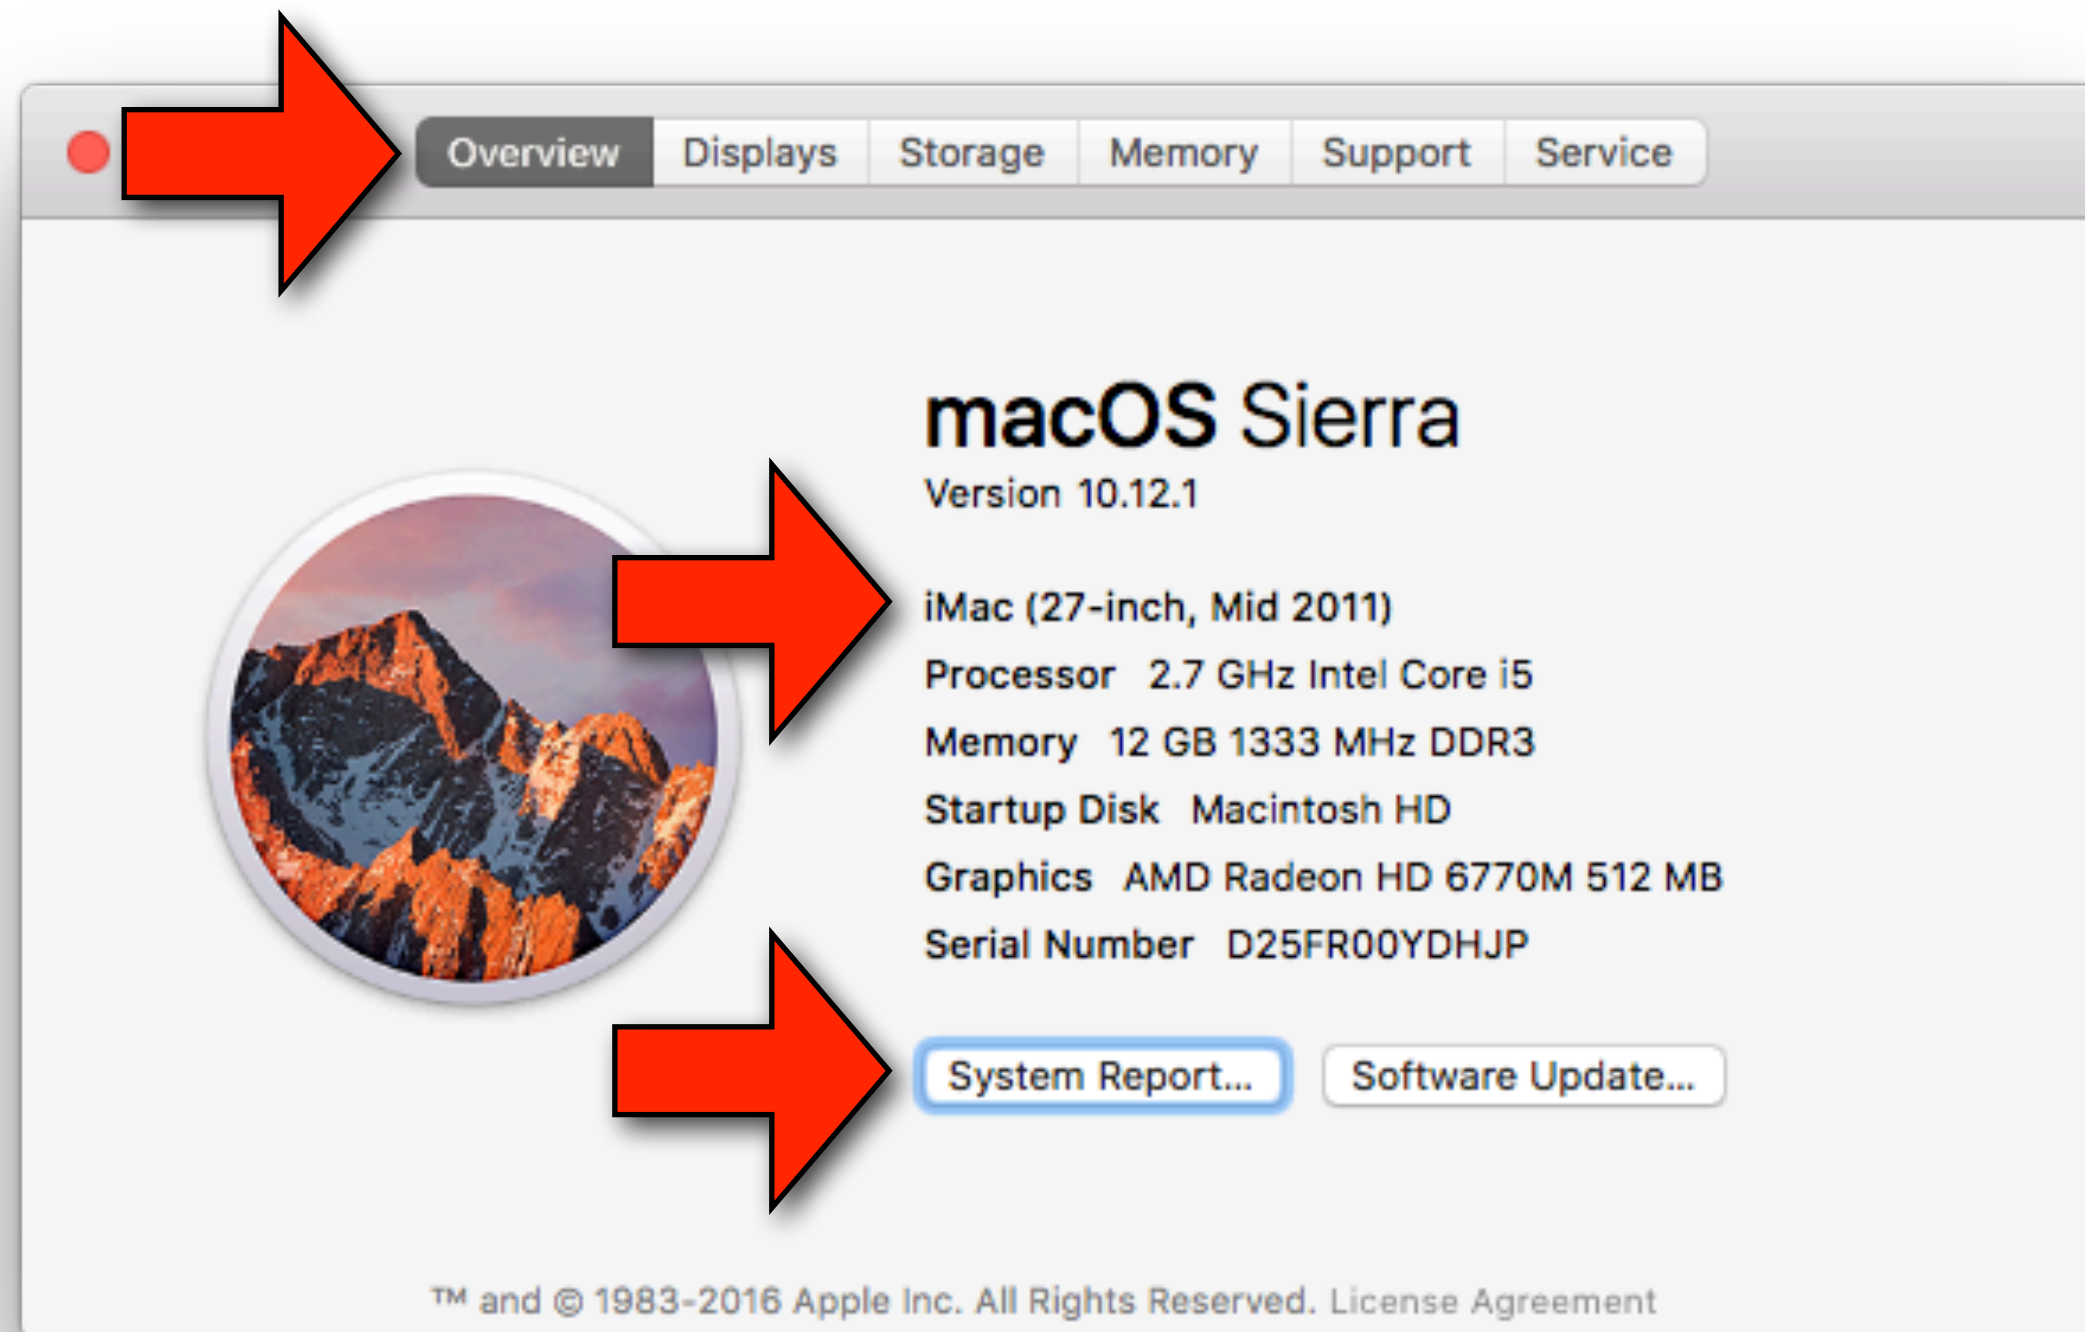 Overview Displays Storage Memory Support Service
macOS Sierra
Version 10.12.1
iMac (27-inch, Mid 2011)
Processor 2.7 GHz Intel Core i5
Memory 12 GB 1333 MHz DDR3
Startup Disk Macintosh HD
Graphics AMD Radeon HD 6770M 512 MB
Serial Number D25FR00YDHJP
System Report... Software Update...
™ and © 1983-2016 Apple Inc. All Rights Reserved. License Agreement